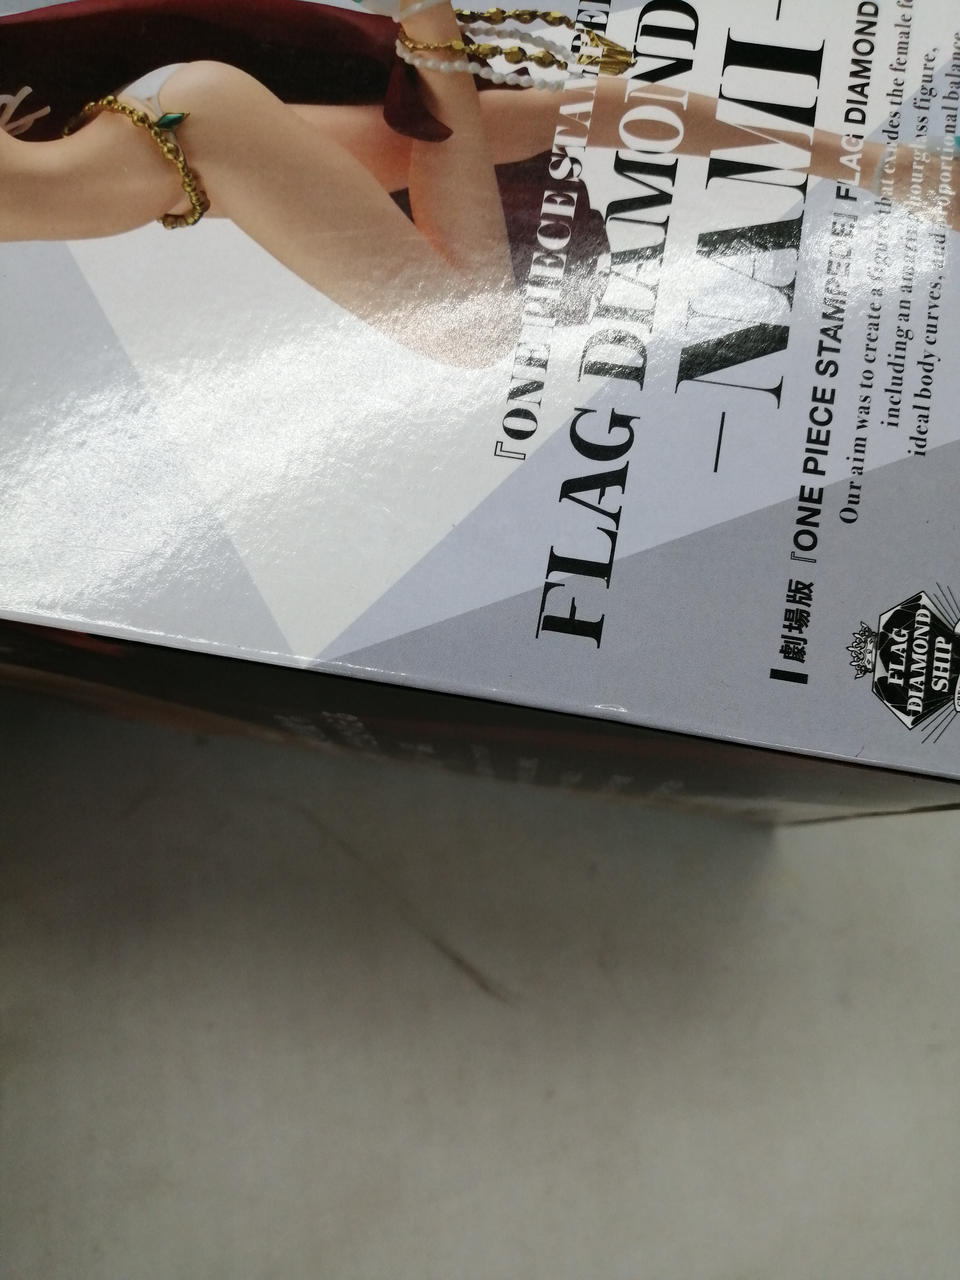 『ONE PIECE STAMPE
FLAG DIAMOND
— NAMI —
劇場版『ONE PIECE STAMPEDE』FLAG DIAMOND
Our aim was to create a figure that exudes the female
including an amazing hourglass figure,
ideal body curves, and proportional balance
FLAG
DIAMOND
SHIP